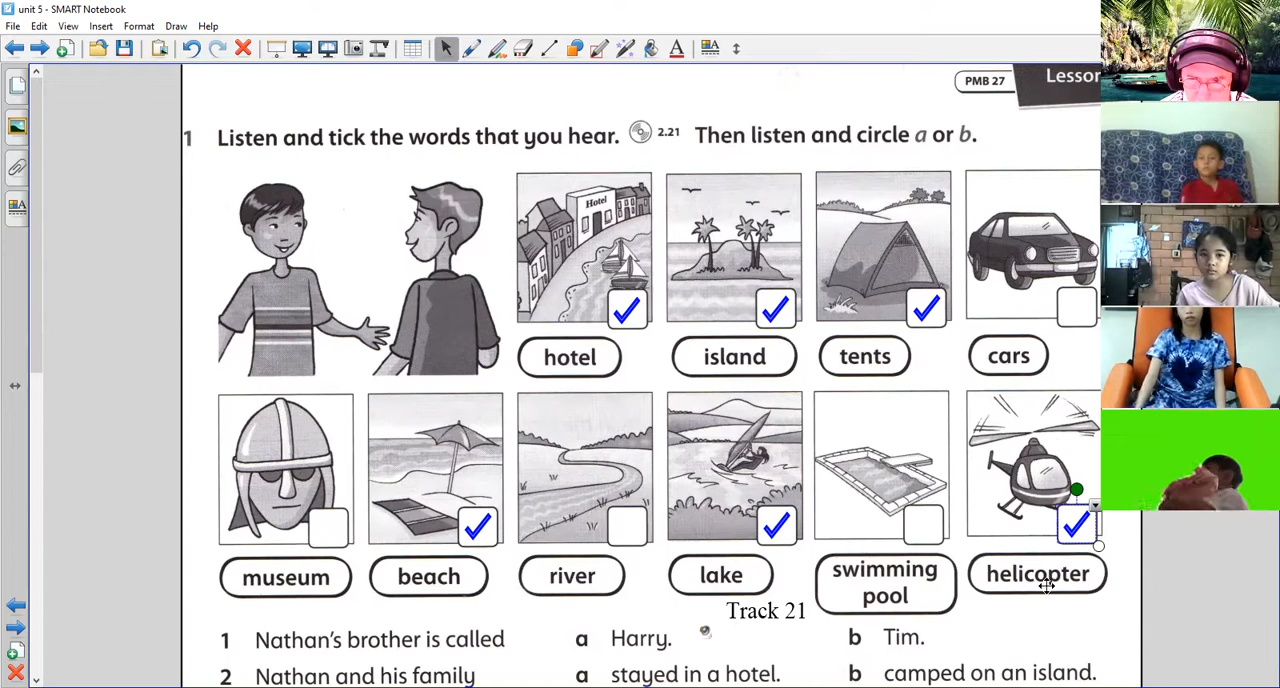 unit 5 - SMART Notebook
File Edit View Insert Format Draw Help
PMB 27 Lesson
1 Listen and tick the words that you hear. 2.21 Then listen and circle a or b.
Hotel
hotel island tents cars
museum beach river lake swimming pool helicopter
Track 21
1 Nathan's brother is called a Harry. b Tim.
2 Nathan and his family a stayed in a hotel. b camped on an island.